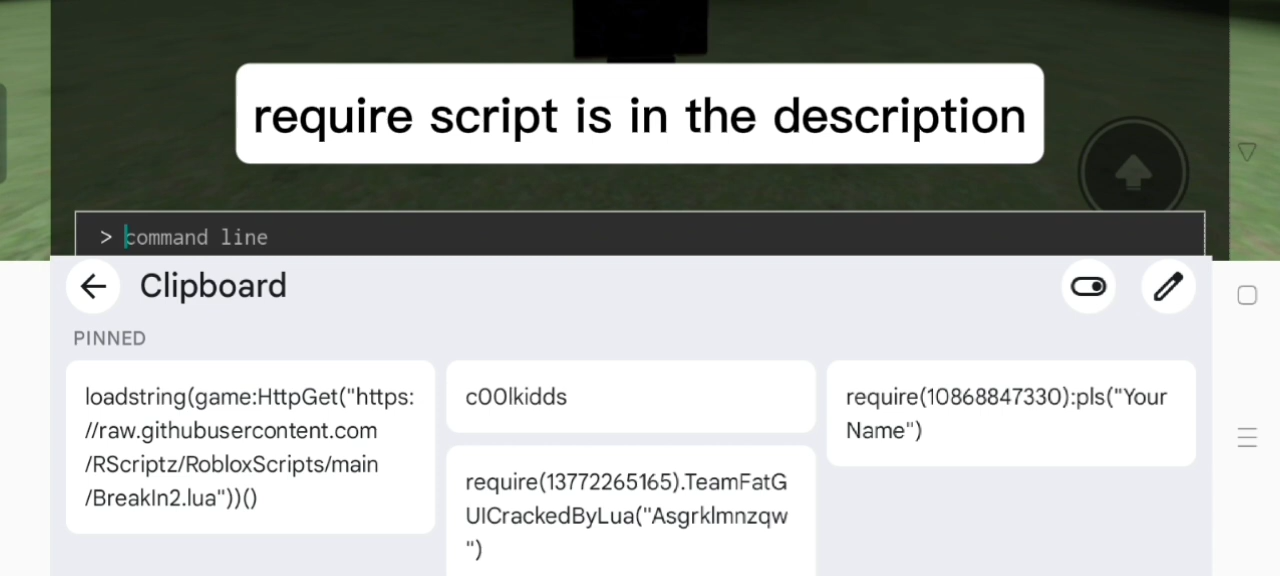 require script is in the description
> command line
Clipboard
PINNED
loadstring(game:HttpGet("https:
//raw.githubusercontent.com
/RScriptz/RobloxScripts/main
/BreakIn2.lua"))()
c00lkidds
require(13772265165).TeamFatG
UICrackedByLua("Asgrklmnzqw
")
require(10868847330):pls("Your
Name")